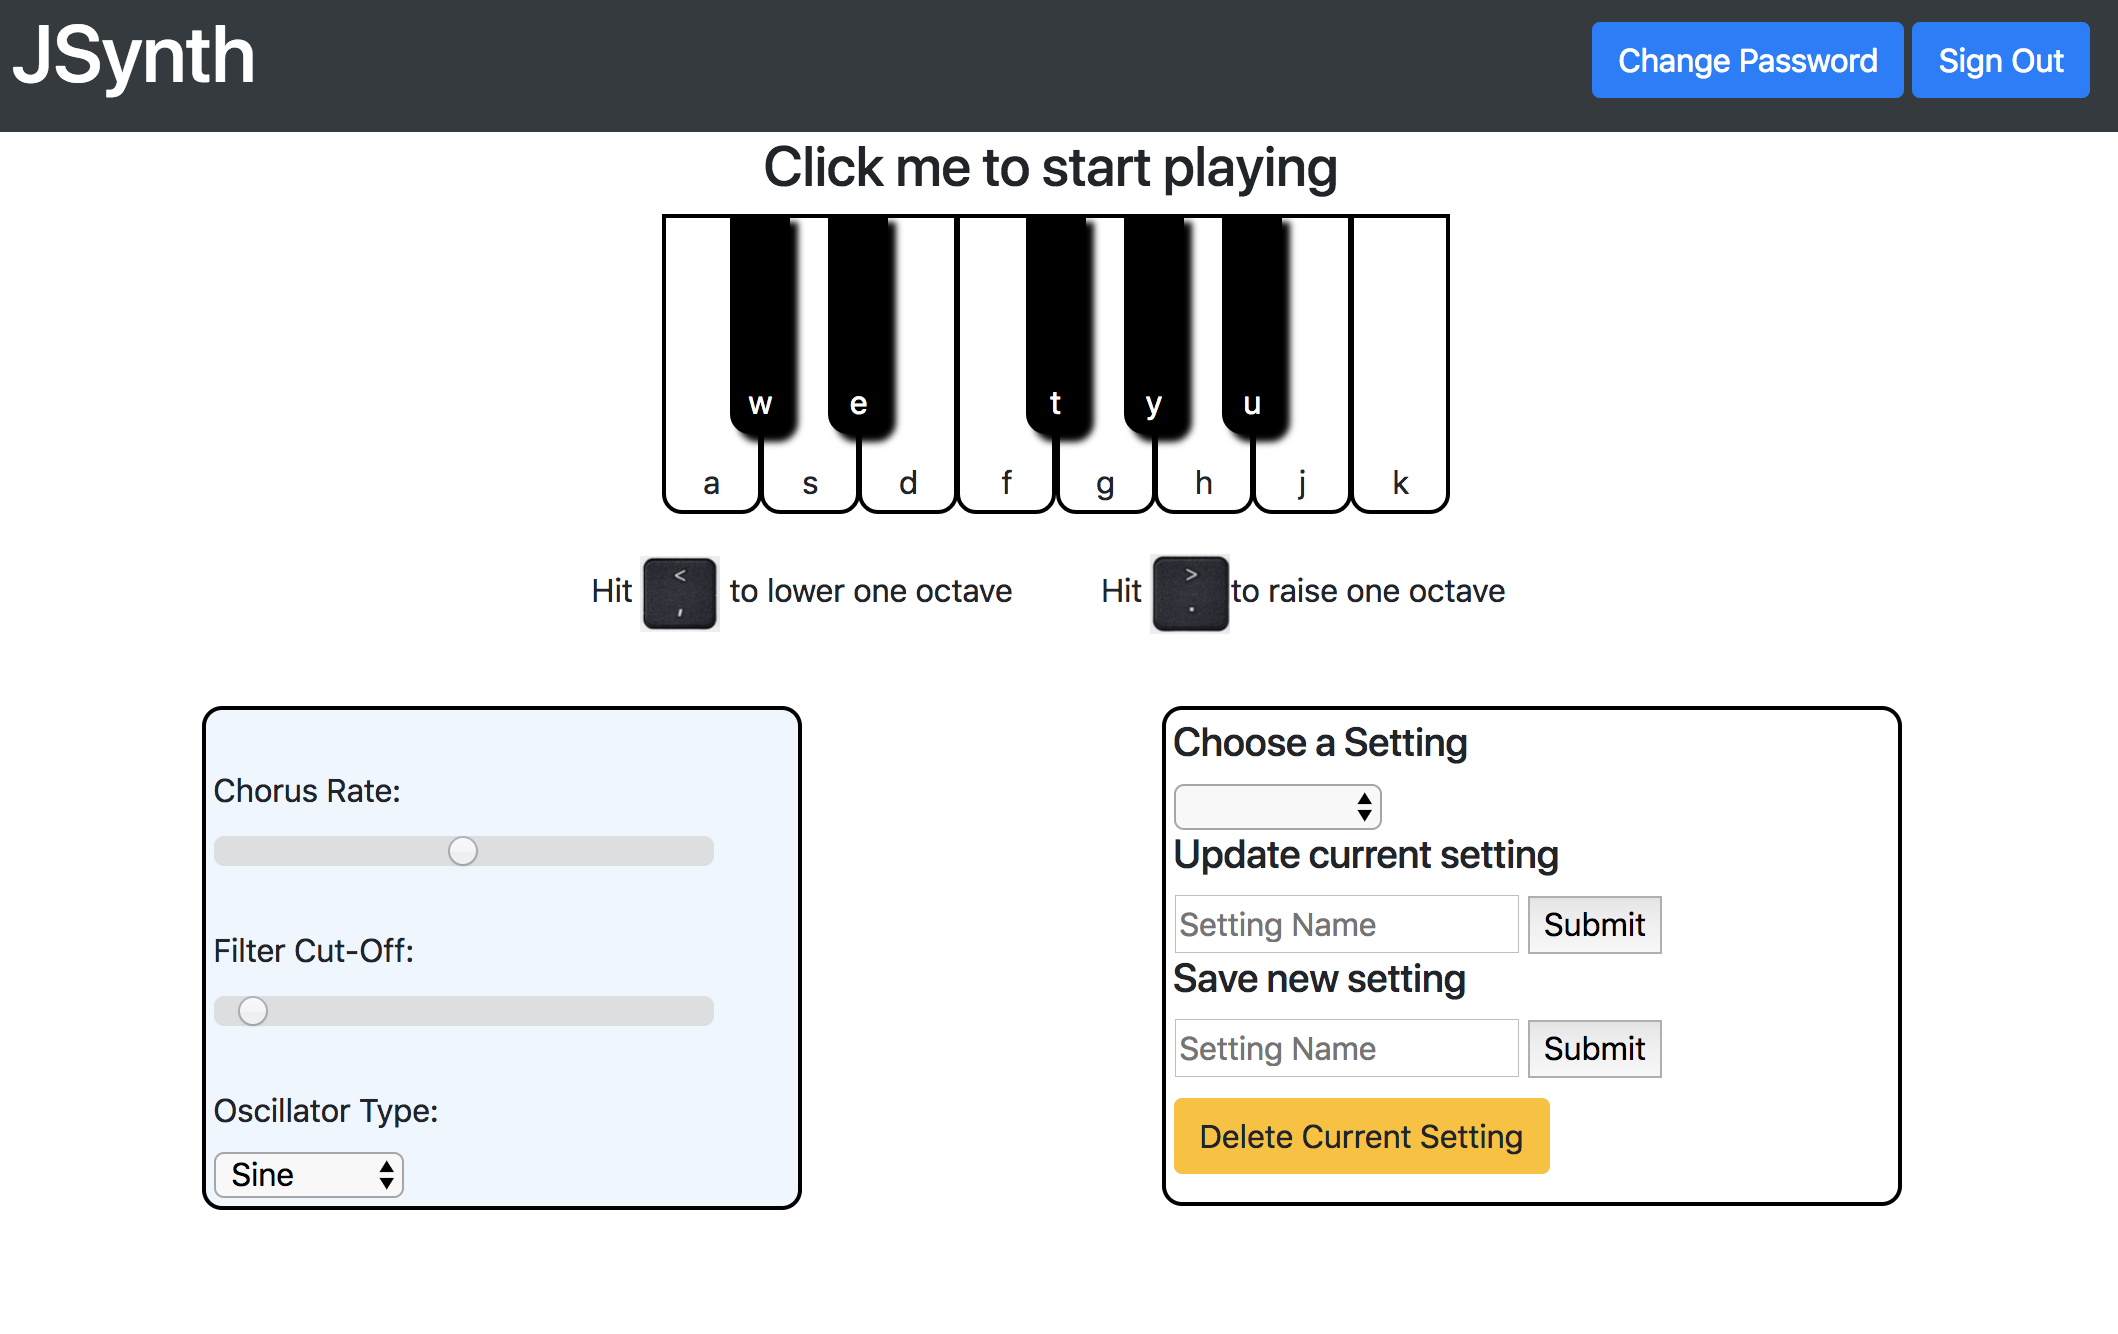 JSynth
Change Password
Sign Out
Click me to start playing
w e t y u
a s d f g h j k
Hit < , to lower one octave
Hit > . to raise one octave
Chorus Rate:
Filter Cut-Off:
Oscillator Type:
Sine
Choose a Setting
Update current setting
Setting Name Submit
Save new setting
Setting Name Submit
Delete Current Setting